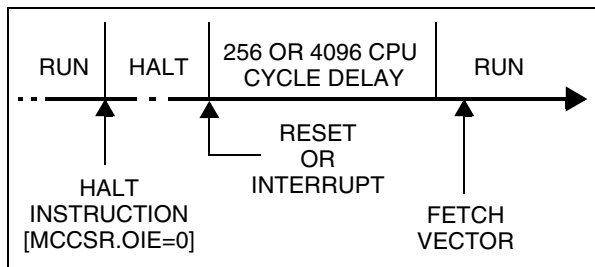 RUN
HALT
256 OR 4096 CPU
CYCLE DELAY
RUN
RESET
OR
INTERRUPT
HALT
INSTRUCTION
[MCCSR.OIE=0]
FETCH
VECTOR